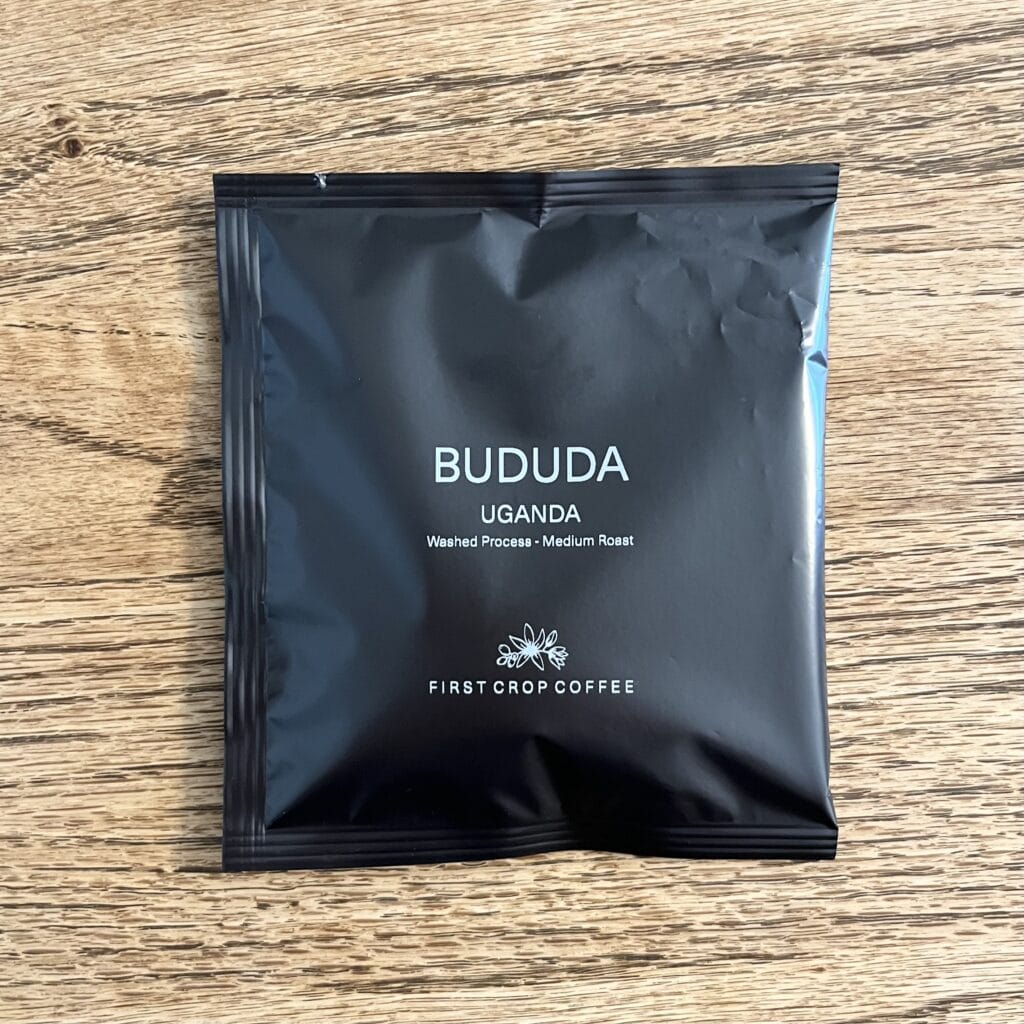 BUDUDA
UGANDA
Washed Process - Medium Roast
FIRST CROP COFFEE